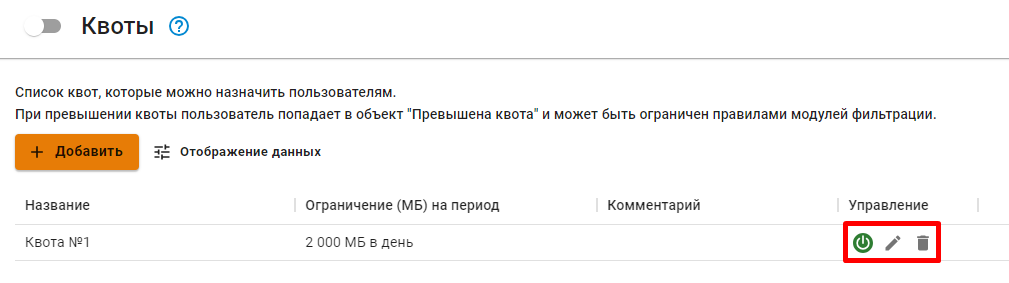 Квоты ?
Список квот, которые можно назначить пользователям.
При превышении квоты пользователь попадает в объект "Превышена квота" и может быть ограничен правилами модулей фильтрации.
+ Добавить Отображение данных
Название Ограничение (МБ) на период Комментарий Управление
Квота №1 2 000 МБ в день